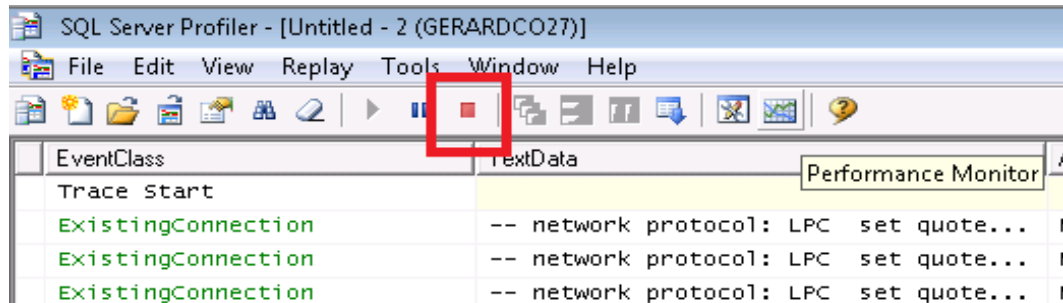 SQL Server Profiler - [Untitled - 2 (GERARDCO27)]
File Edit View Replay Tools Window Help
EventClass TextData
Performance Monitor
Trace Start
ExistingConnection -- network protocol: LPC set quote...
ExistingConnection -- network protocol: LPC set quote...
ExistingConnection -- network protocol: LPC set quote...